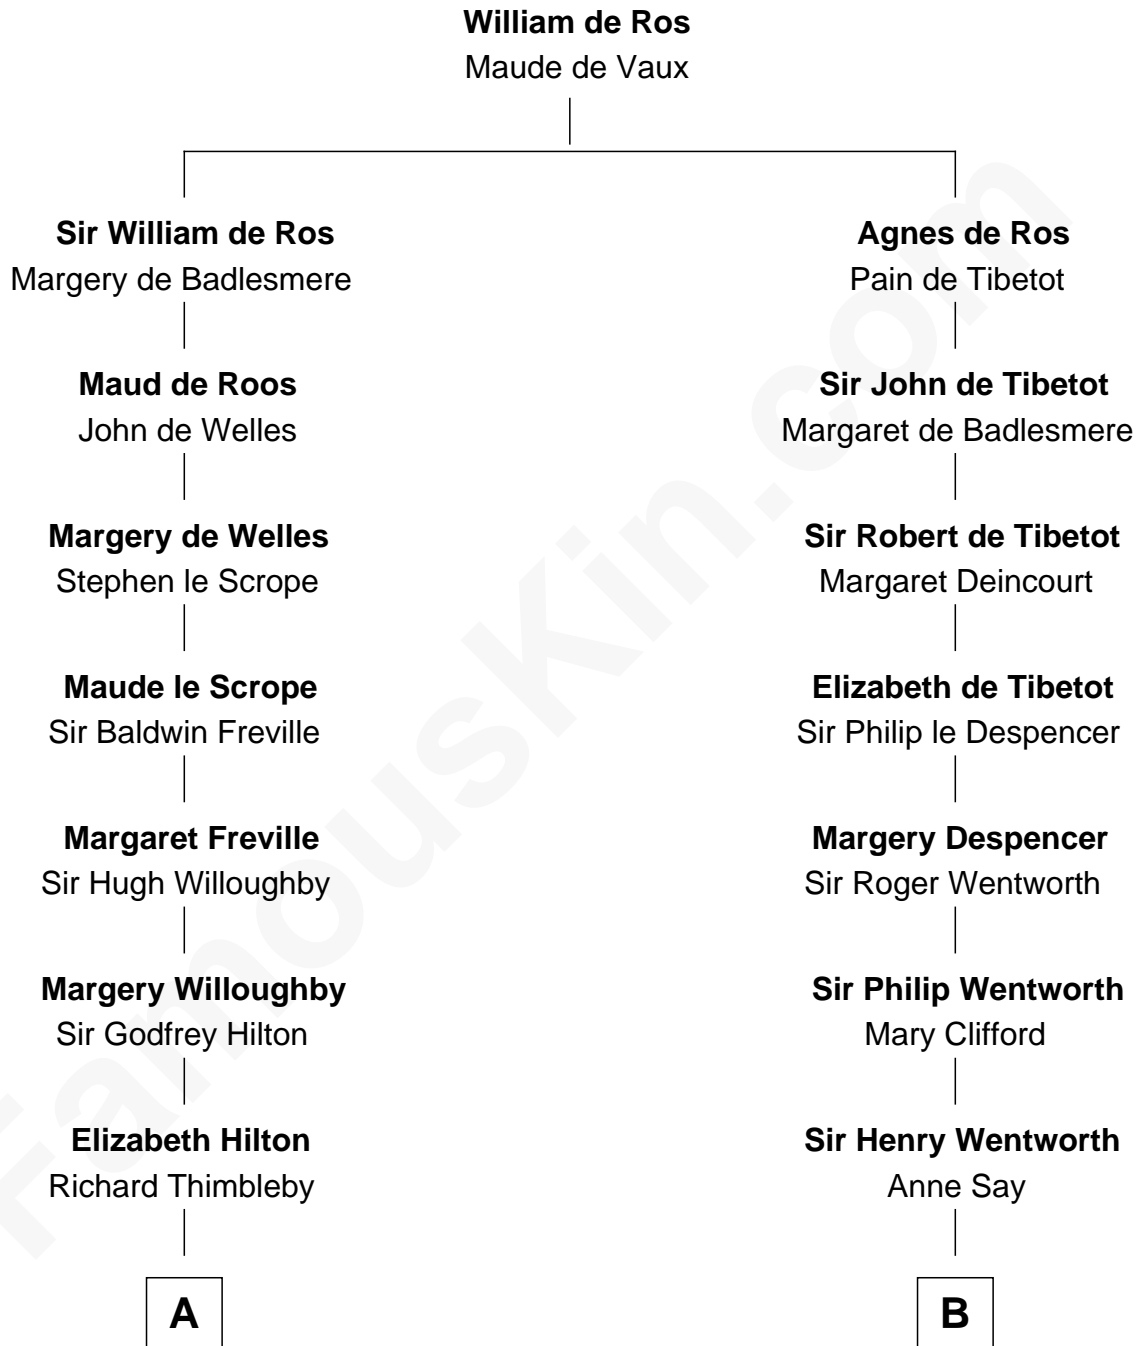 William de Ros
Maude de Vaux
Sir William de Ros
Margery de Badlesmere
Agnes de Ros
Pain de Tibetot
Maud de Roos
John de Welles
Sir John de Tibetot
Margaret de Badlesmere
Margery de Welles
Stephen le Scrope
Sir Robert de Tibetot
Margaret Deincourt
Maude le Scrope
Sir Baldwin Freville
Elizabeth de Tibetot
Sir Philip le Despencer
Margaret Freville
Sir Hugh Willoughby
Margery Despencer
Sir Roger Wentworth
Margery Willoughby
Sir Godfrey Hilton
Sir Philip Wentworth
Mary Clifford
Elizabeth Hilton
Richard Thimbleby
Sir Henry Wentworth
Anne Say
A
B
FamousKin.com